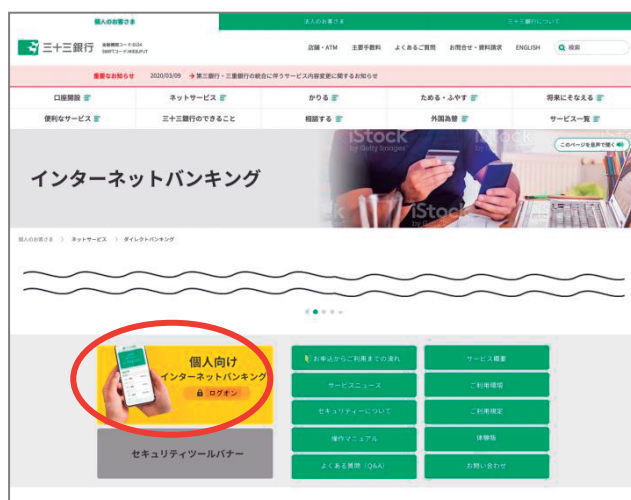 個人のお客さま
法人のお客さま
三十三銀行について
三十三銀行
店舗・ATM
主要手数料
よくあるご質問
お問合せ・資料請求
ENGLISH
検索
重要なお知らせ
2020/03/09
第三銀行・三重銀行の統合に伴うサービス内容変更に関するお知らせ
口座開設
ネットサービス
かりる
ためる・ふやす
将来にそなえる
便利なサービス
三十三銀行のできること
相談する
外国為替
サービス一覧
iStock
by Getty Images
このページを音声で聞く
インターネットバンキング
iStock
個人のお客さま
ネットサービス
ダイレクトバンキング
個人向け
インターネットバンキング
ログオン
お申込からご利用までの流れ
サービス概要
サービスニュース
ご利用環境
セキュリティーについて
ご利用規定
操作マニュアル
体験版
セキュリティツールバナー
よくある質問（Q&A）
お問い合わせ